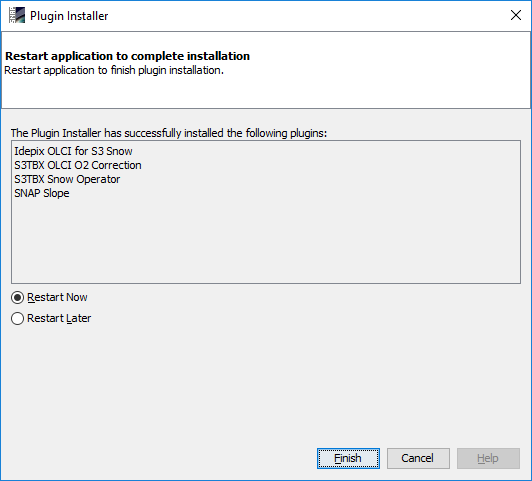 Plugin Installer
Restart application to complete installation
Restart application to finish plugin installation.
The Plugin Installer has successfully installed the following plugins:
Idepix OLCI for S3 Snow
S3TBX OLCI O2 Correction
S3TBX Snow Operator
SNAP Slope
Restart Now
Restart Later
Finish Cancel Help